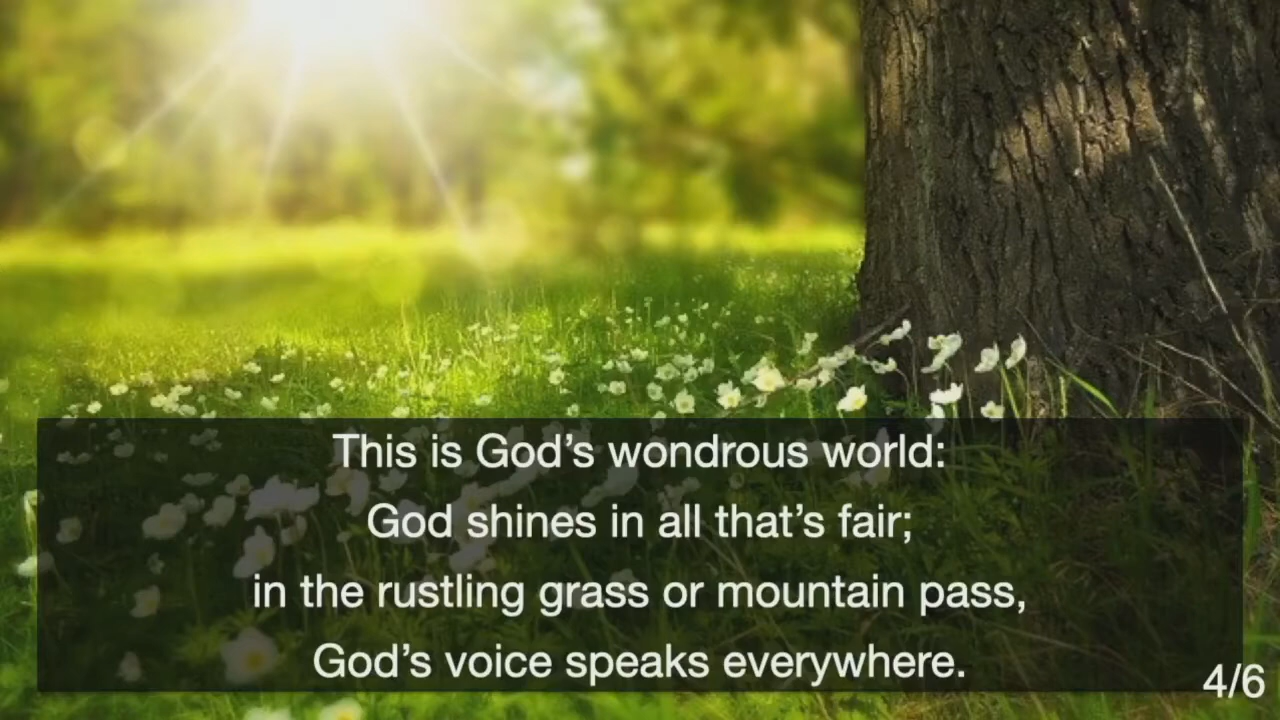 This is God’s wondrous world:
God shines in all that’s fair;
in the rustling grass or mountain pass,
God’s voice speaks everywhere.
4/6